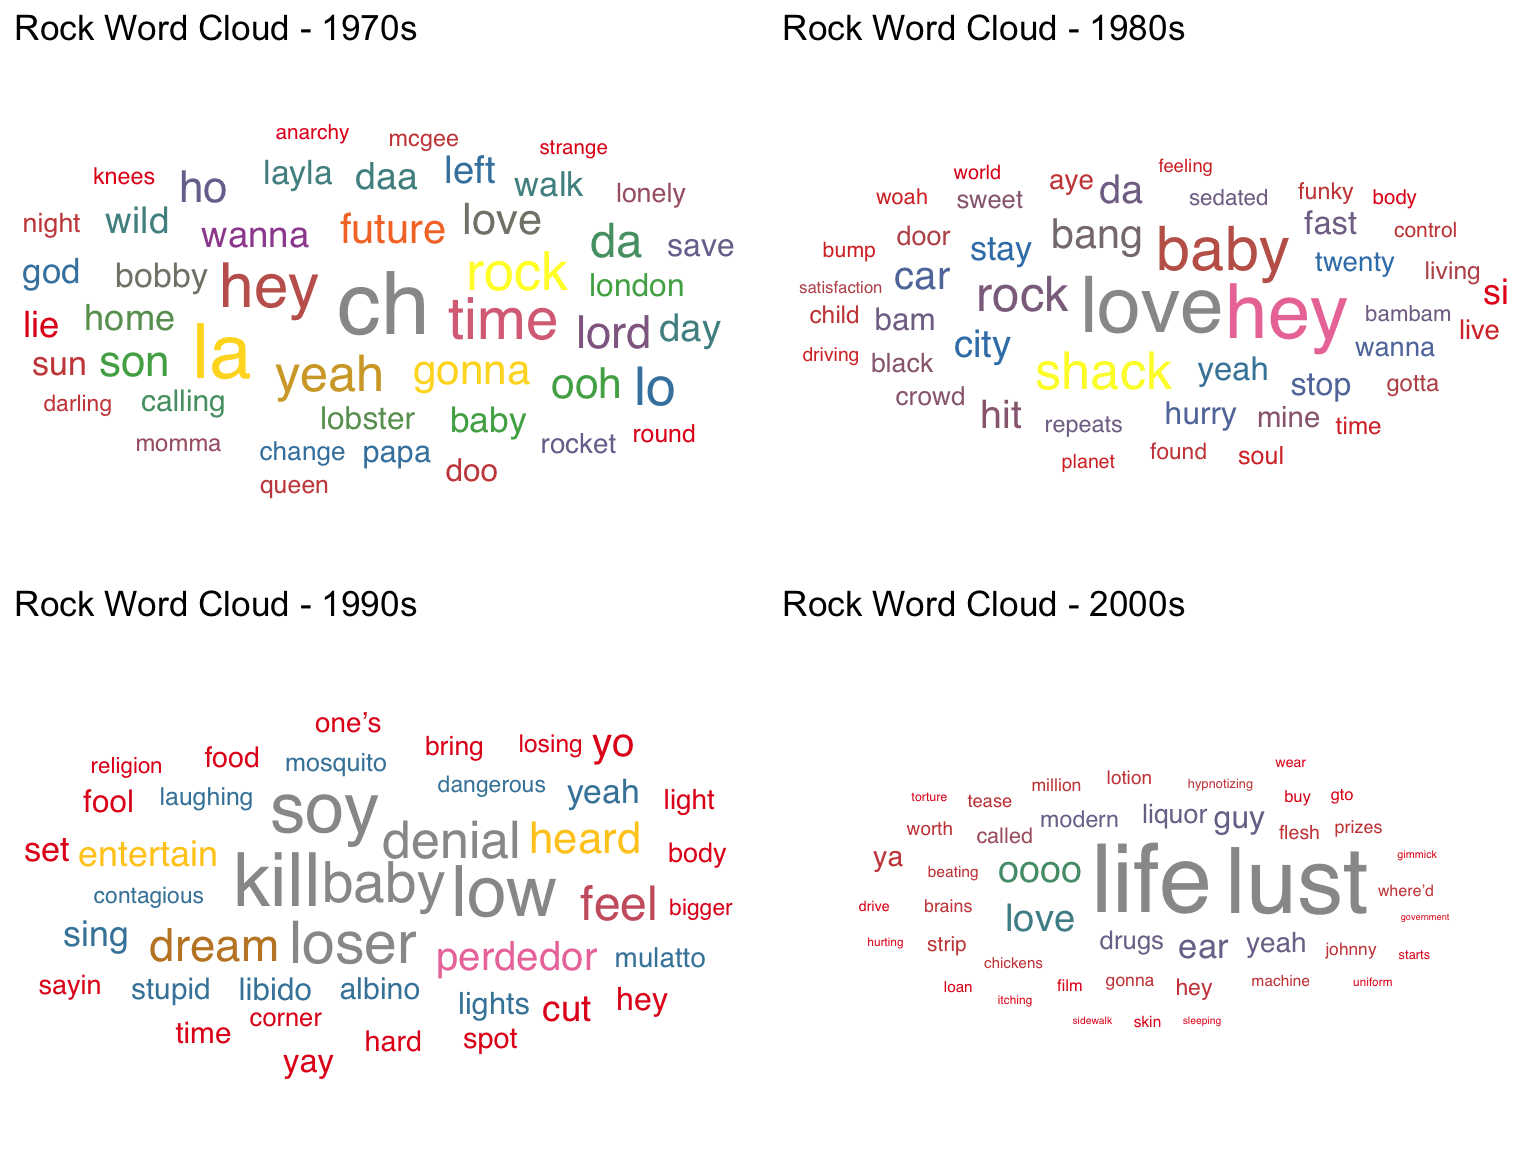 Rock Word Cloud - 1970s
anarchy mcgee strange
knees ho layla daa left walk lonely
night wild wanna future love da save
god bobby hey ch rock london
lie home la time lord day
sun son yeah gonna ooh lo
darling calling lobster baby
momma change papa doo rocket round
queen
Rock Word Cloud - 1980s
world aye da feeling
woah sweet sedated funky body
bump door stay bang baby fast control
satisfaction car rock love hey twenty living si
child bam city bambam live
driving black shack yeah wanna
crowd hit hurry stop gotta
repeats mine time
planet found soul
Rock Word Cloud - 1990s
one's
religion food mosquito bring losing yo
fool laughing soy dangerous yeah light
set entertain denial heard body
contagious kill baby low feel bigger
sing dream loser perdedor mulatto
sayin stupid libido albino lights cut hey
time corner hard spot
yay
Rock Word Cloud - 2000s
wear
torture tease million lotion hypnotizing buy gto
worth called modern liquor guy flesh prizes
ya beating oooo life lust gimmick
drive brains love where'd
hurting strip drugs ear yeah johnny government
chickens starts
loan itching film gonna hey machine uniform
sidewalk skin sleeping